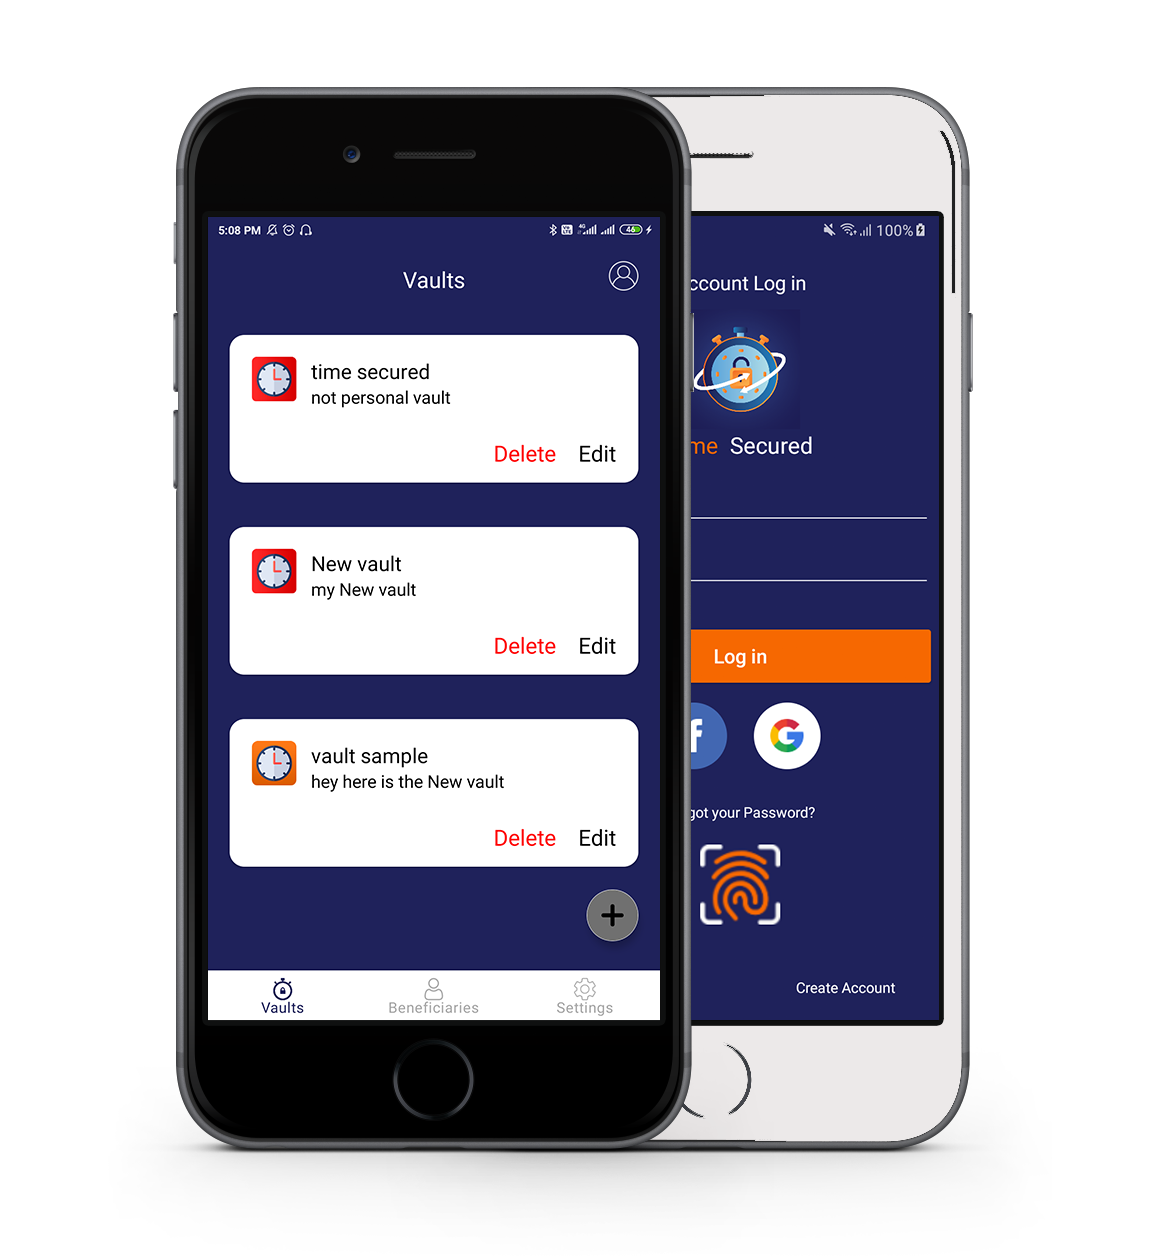 5:08 PM
46
Vaults
time secured
not personal vault
Delete Edit
New vault
my New vault
Delete Edit
vault sample
hey here is the New vault
Delete Edit
Vaults Beneficiaries Settings
100%
ccount Log in
me Secured
Log in
f G
got your Password?
Create Account